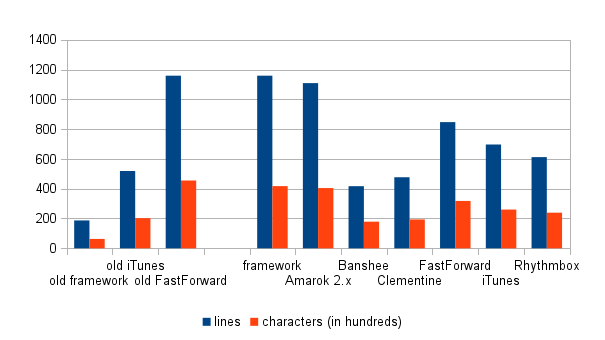 1400
1200
1000
800
600
400
200
0
old iTunes framework Banshee FastForward Rhythmbox
old framework old FastForward Amarok 2.x Clementine iTunes
lines characters (in hundreds)